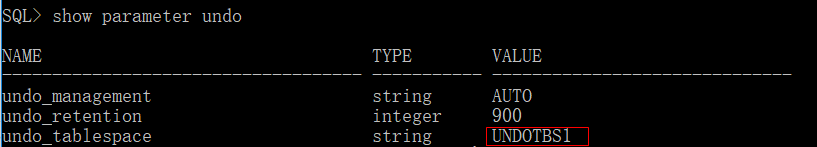 SQL> show parameter undo
NAME TYPE VALUE
------------------------------------ ----------- ------------------------------
undo_management string AUTO
undo_retention integer 900
undo_tablespace string UNDOTBS1